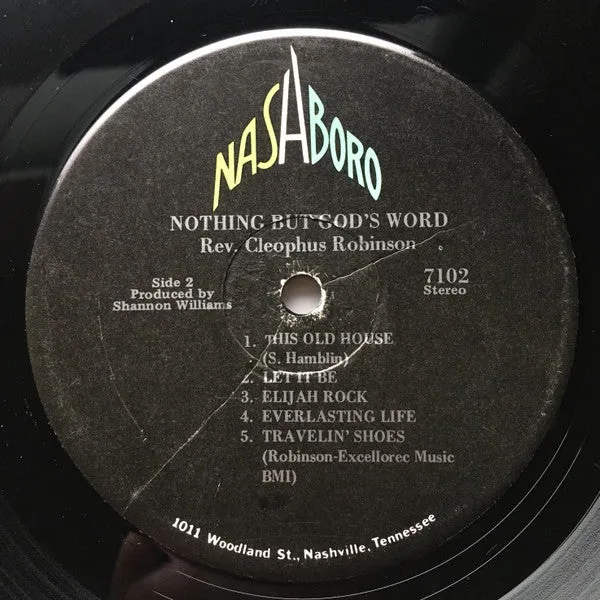 NASHBORO
NOTHING BUT GOD'S WORD
Rev. Cleophus Robinson
Side 2
Produced by
Shannon Williams
7102
Stereo
1. THIS OLD HOUSE
(S. Hamblin)
2. LET IT BE
3. ELIJAH ROCK
4. EVERLASTING LIFE
5. TRAVELIN' SHOES
(Robinson-Excellorec Music
BMI)
1011 Woodland St., Nashville, Tennessee